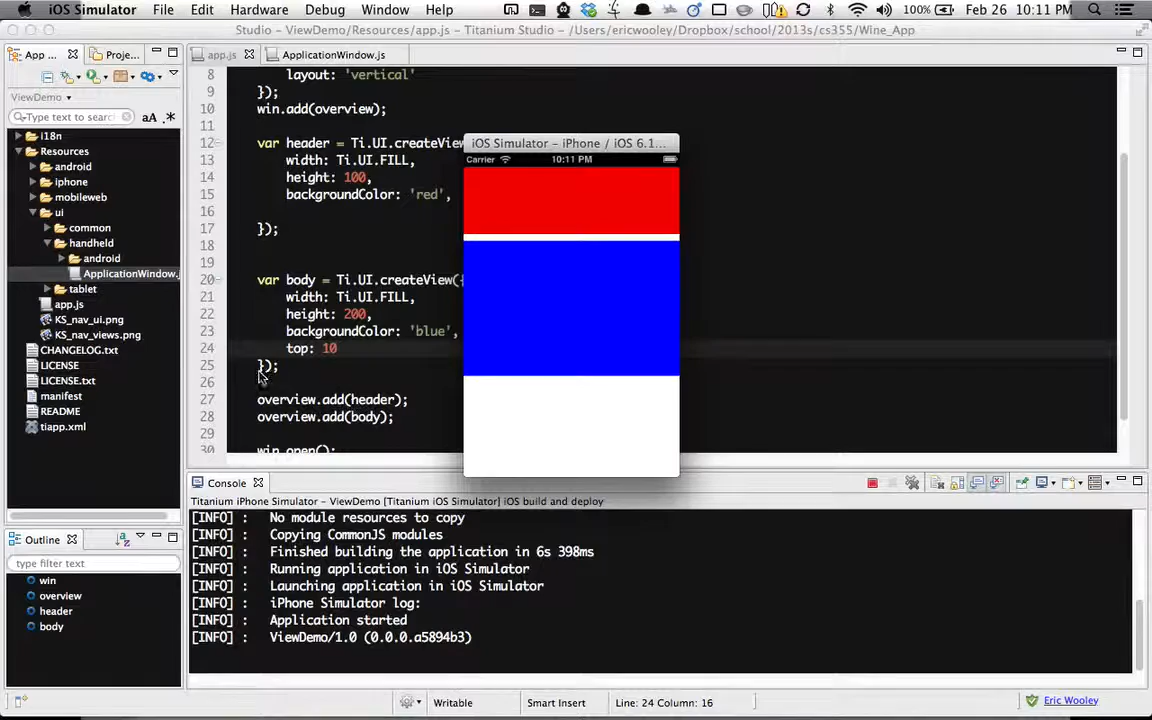 iOS Simulator File Edit Hardware Debug Window Help 100% Feb 26 10:11 PM
Studio - ViewDemo/Resources/app.js - Titanium Studio - /Users/ericwooley/Dropbox/school/2013s/cs355/Wine_App
App ...
Proje...
ViewDemo
Type text to search
aA .*
i18n
Resources
android
iphone
mobileweb
ui
common
handheld
android
ApplicationWindow.j
tablet
app.js
KS_nav_ui.png
KS_nav_views.png
CHANGELOG.txt
LICENSE
LICENSE.txt
manifest
README
tiapp.xml
Outline
type filter text
win
overview
header
body
app.js
ApplicationWindow.js
8 layout: 'vertical'
9 });
10 win.add(overview);
11
12 var header = Ti.UI.createView
13 width: Ti.UI.FILL,
14 height: 100,
15 backgroundColor: 'red',
16
17 });
18
19
20 var body = Ti.UI.createView({
21 width: Ti.UI.FILL,
22 height: 200,
23 backgroundColor: 'blue',
24 top: 10
25 });
26
27 overview.add(header);
28 overview.add(body);
29
30 win.open();
iOS Simulator - iPhone / iOS 6.1...
Carrier 10:11 PM
Console
Titanium iPhone Simulator - ViewDemo [Titanium iOS Simulator] iOS build and deploy
[INFO] : No module resources to copy
[INFO] : Copying CommonJS modules
[INFO] : Finished building the application in 6s 398ms
[INFO] : Running application in iOS Simulator
[INFO] : Launching application in iOS Simulator
[INFO] : iPhone Simulator log:
[INFO] : Application started
[INFO] : ViewDemo/1.0 (0.0.0.a5894b3)
Writable Smart Insert Line: 24 Column: 16 Eric Wooley